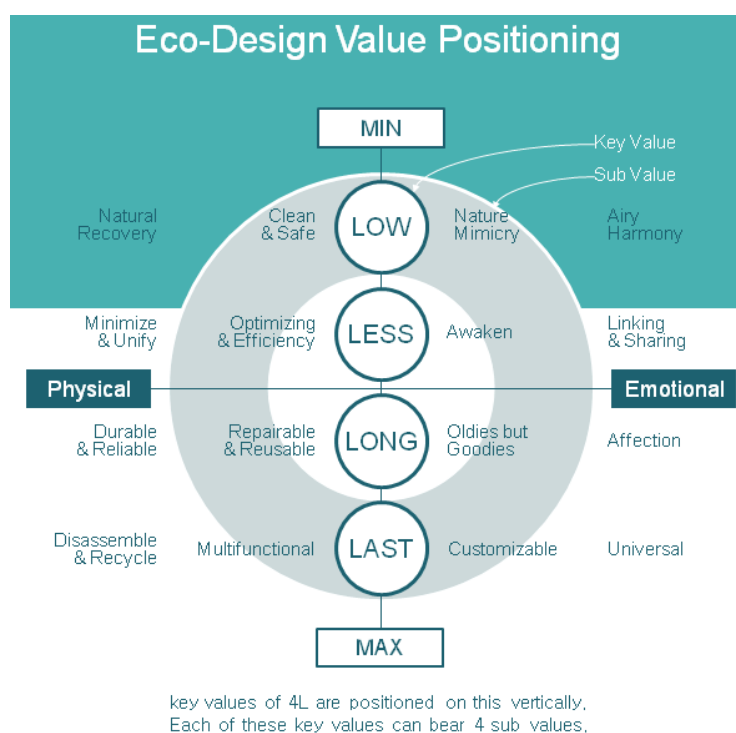 Eco-Design Value Positioning
MIN
Key Value
Sub Value
Natural
Recovery
Clean
& Safe
LOW
Nature
Mimicry
Airy
Harmony
Minimize
& Unify
Optimizing
& Efficiency
LESS
Awaken
Linking
& Sharing
Physical
Emotional
Durable
& Reliable
Repairable
& Reusable
LONG
Oldies but
Goodies
Affection
Disassemble
& Recycle
Multifunctional
LAST
Customizable
Universal
MAX
key values of 4L are positioned on this vertically,
Each of these key values can bear 4 sub values,